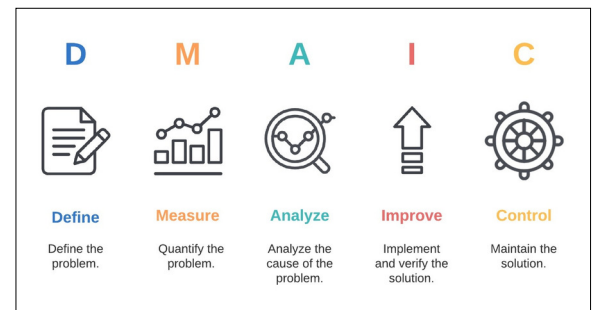 D M A I C
Define Measure Analyze Improve Control
Define the
problem.
Quantify the
problem.
Analyze the
cause of the
problem.
Implement
and verify the
solution.
Maintain the
solution.